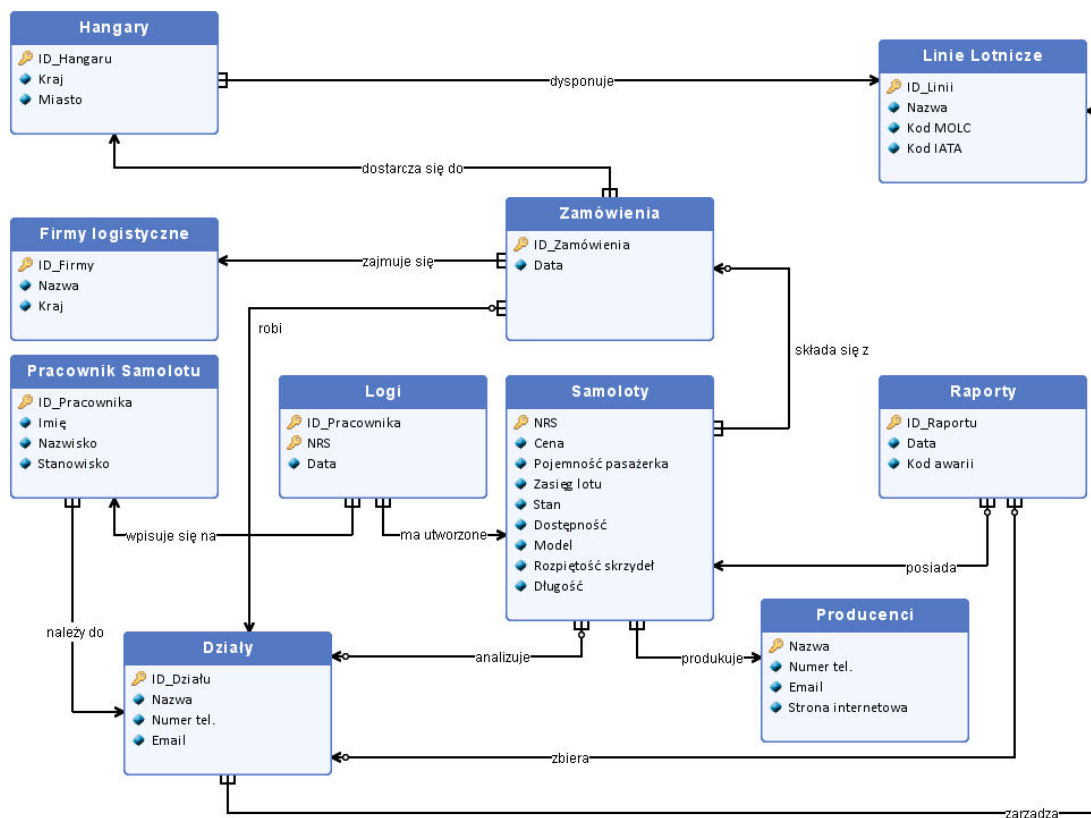 Hangary
ID_Hangaru
Kraj
Miasto
dysponuje
Linie Lotnicze
ID_Linii
Nazwa
Kod MOLC
Kod IATA
dostarcza się do
Firmy logistyczne
ID_Firmy
Nazwa
Kraj
zajmuje się
Zamówienia
ID_Zamówienia
Data
robi
składa się z
Pracownik Samolotu
ID_Pracownika
Imię
Nazwisko
Stanowisko
Logi
ID_Pracownika
NRS
Data
Samoloty
NRS
Cena
Pojemność pasażerka
Zasięg lotu
Stan
Dostępność
Model
Rozpiętość skrzydeł
Długość
Raporty
ID_Raportu
Data
Kod awarii
wpisuje się na
ma utworzone
posiada
należy do
Działy
ID_Działu
Nazwa
Numer tel.
Email
analizuje
produkuje
Producenci
Nazwa
Numer tel.
Email
Strona internetowa
zbiera
zarządza